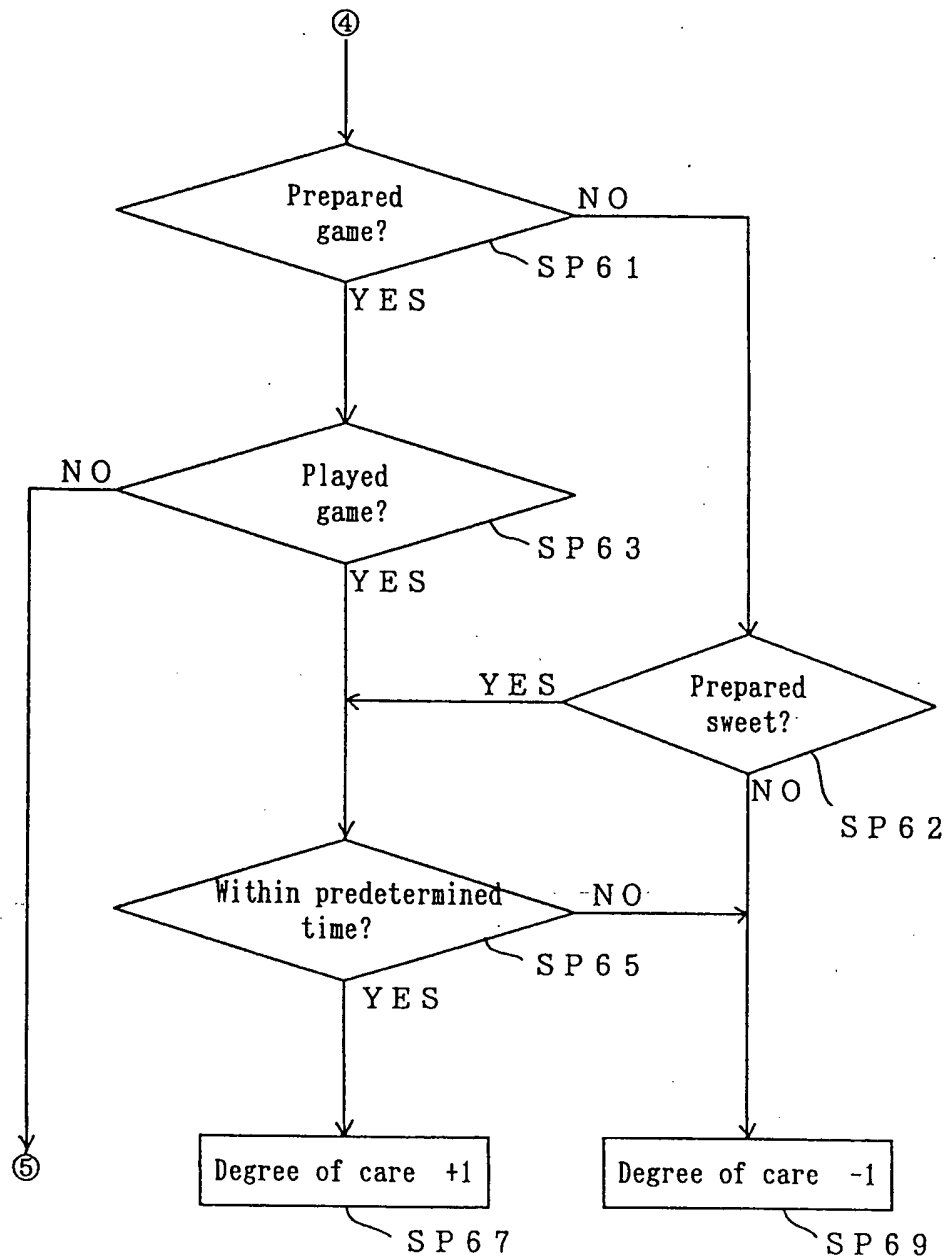 ④
Prepared
game?
NO
SP61
YES
NO
Played
game?
SP63
YES
YES
Prepared
sweet?
NO
SP62
Within predetermined
time?
NO
SP65
YES
⑤
Degree of care +1
Degree of care -1
SP67
SP69